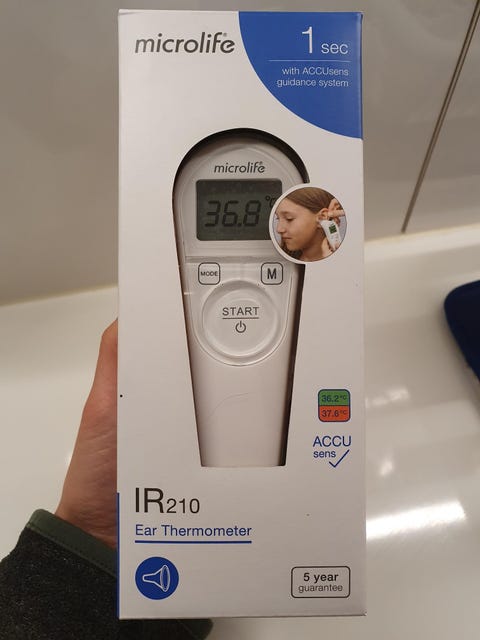 microlife®
1 sec
with ACCUsens
guidance system
microlife®
36.8°C
MODE
M
START
36.2°C
37.6°C
ACCU
sens
IR210
Ear Thermometer
5 year
guarantee